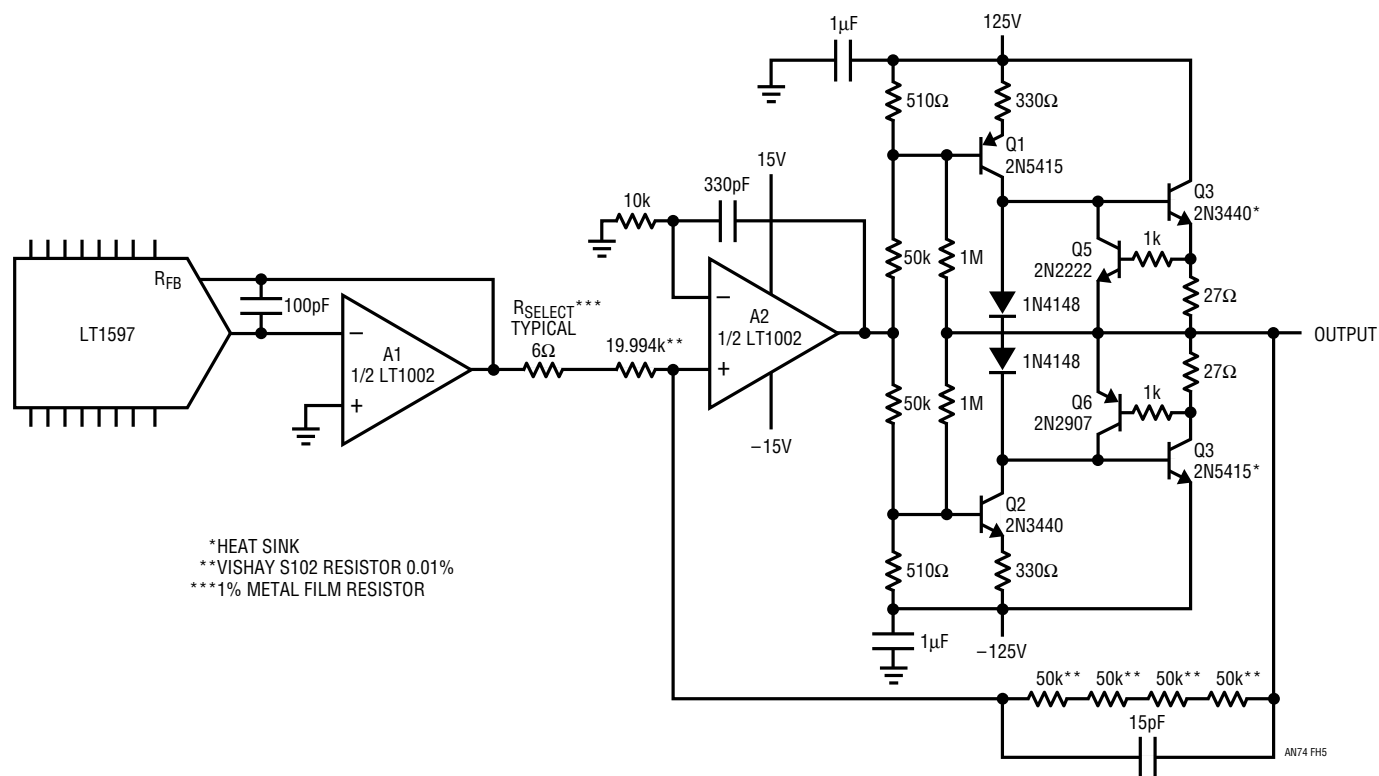 1µF
125V
510Ω
330Ω
Q1
2N5415
15V
330pF
10k
Q3
2N3440*
1k
Q5
2N2222
50k
1M
27Ω
RFB
100pF
LT1597
RSELECT***
TYPICAL
6Ω
19.994k**
–
A1
1/2 LT1002
+
–
A2
1/2 LT1002
+
1N4148
OUTPUT
1N4148
27Ω
50k
1M
1k
Q6
2N2907
–15V
Q3
2N5415*
Q2
2N3440
*HEAT SINK
**VISHAY S102 RESISTOR 0.01%
***1% METAL FILM RESISTOR
510Ω
330Ω
1µF
–125V
50k** 50k** 50k** 50k**
15pF
AN74 FH5